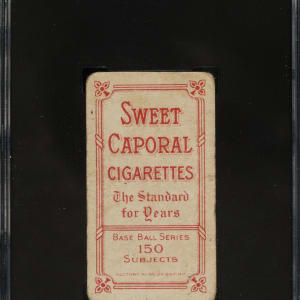 SWEET
CAPORAL
CIGARETTES
The Standard
for Years
BASE BALL SERIES
150
SUBJECTS